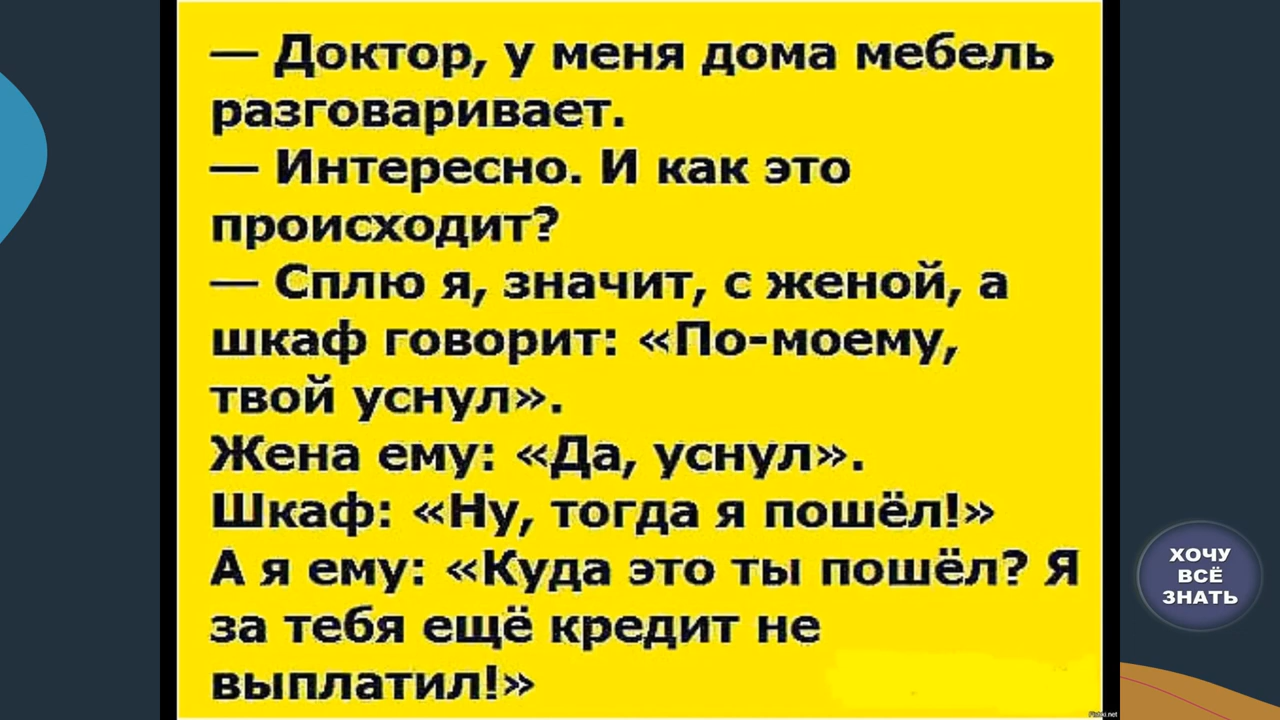 — Доктор, у меня дома мебель
разговаривает.
— Интересно. И как это
происходит?
— Сплю я, значит, с женой, а
шкаф говорит: «По-моему,
твой уснул».
Жена ему: «Да, уснул».
Шкаф: «Ну, тогда я пошёл!»
А я ему: «Куда это ты пошёл? Я
за тебя ещё кредит не
выплатил!»
ХОЧУ
ВСЁ
ЗНАТЬ